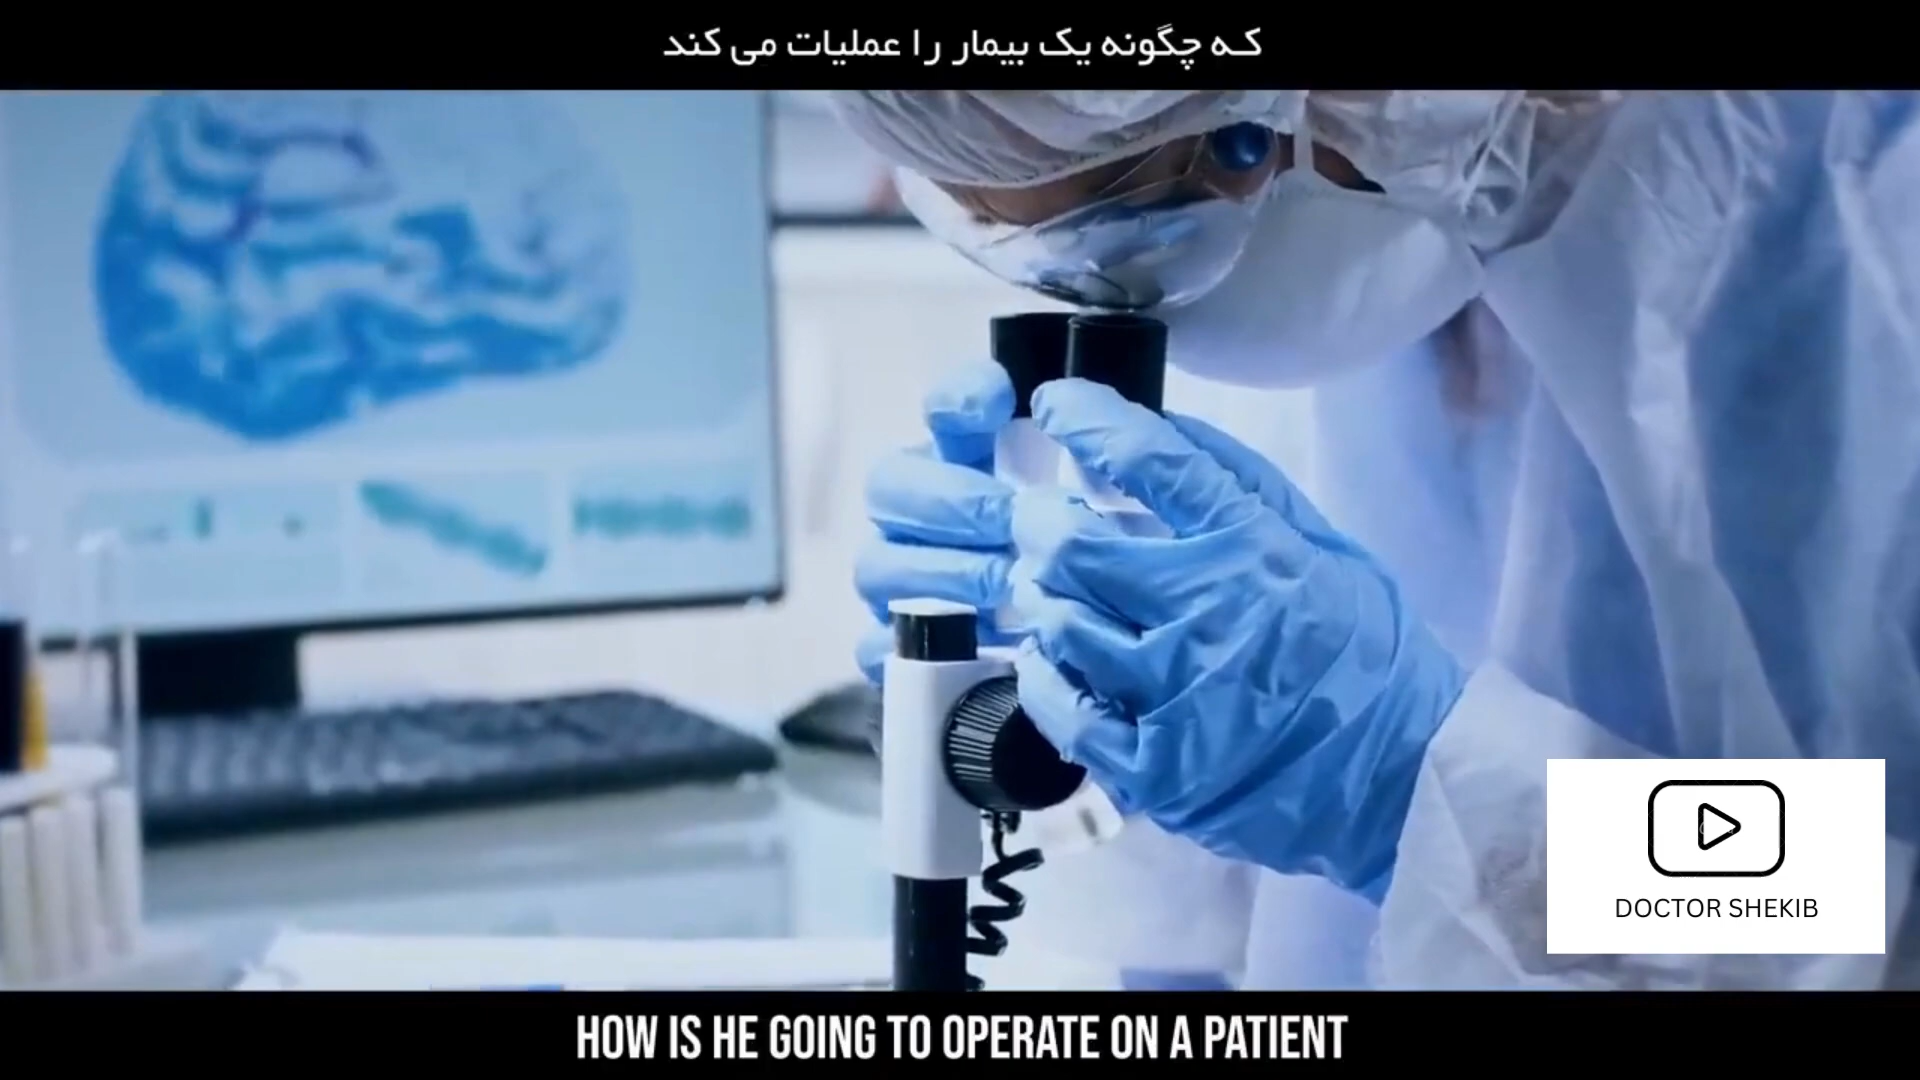 که چگونه یک بیمار را عملیات می کند
DOCTOR SHEKIB
HOW IS HE GOING TO OPERATE ON A PATIENT